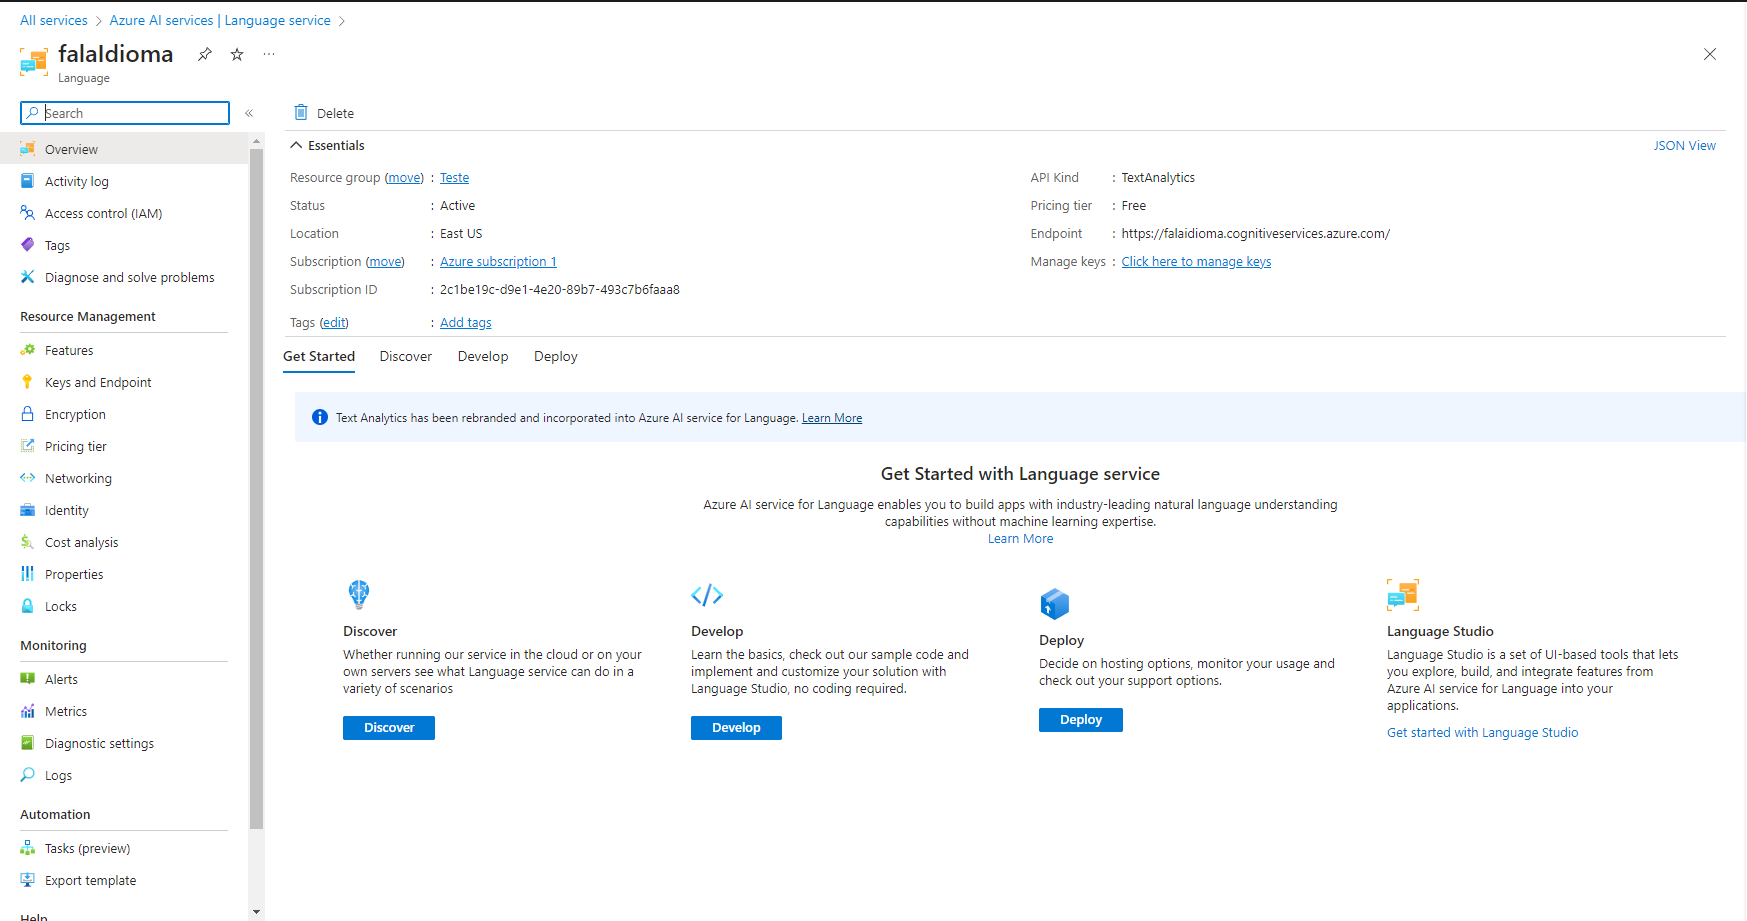 All services > Azure AI services | Language service >
falaIdioma
Language
Search
Overview
Activity log
Access control (IAM)
Tags
Diagnose and solve problems
Resource Management
Features
Keys and Endpoint
Encryption
Pricing tier
Networking
Identity
Cost analysis
Properties
Locks
Monitoring
Alerts
Metrics
Diagnostic settings
Logs
Automation
Tasks (preview)
Export template
Help
Delete
Essentials
JSON View
Resource group (move) : Teste
Status : Active
Location : East US
Subscription (move) : Azure subscription 1
Subscription ID : 2c1be19c-d9e1-4e20-89b7-493c7b6faaa8
Tags (edit) : Add tags
API Kind : TextAnalytics
Pricing tier : Free
Endpoint : https://falaidioma.cognitiveservices.azure.com/
Manage keys : Click here to manage keys
Get Started Discover Develop Deploy
Text Analytics has been rebranded and incorporated into Azure AI service for Language. Learn More
Get Started with Language service
Azure AI service for Language enables you to build apps with industry-leading natural language understanding
capabilities without machine learning expertise.
Learn More
Discover
Whether running our service in the cloud or on your
own servers see what Language service can do in a
variety of scenarios
Discover
Develop
Learn the basics, check out our sample code and
implement and customize your solution with
Language Studio, no coding required.
Develop
Deploy
Decide on hosting options, monitor your usage and
check out your support options.
Deploy
Language Studio
Language Studio is a set of UI-based tools that lets
you explore, build, and integrate features from
Azure AI service for Language into your
applications.
Get started with Language Studio